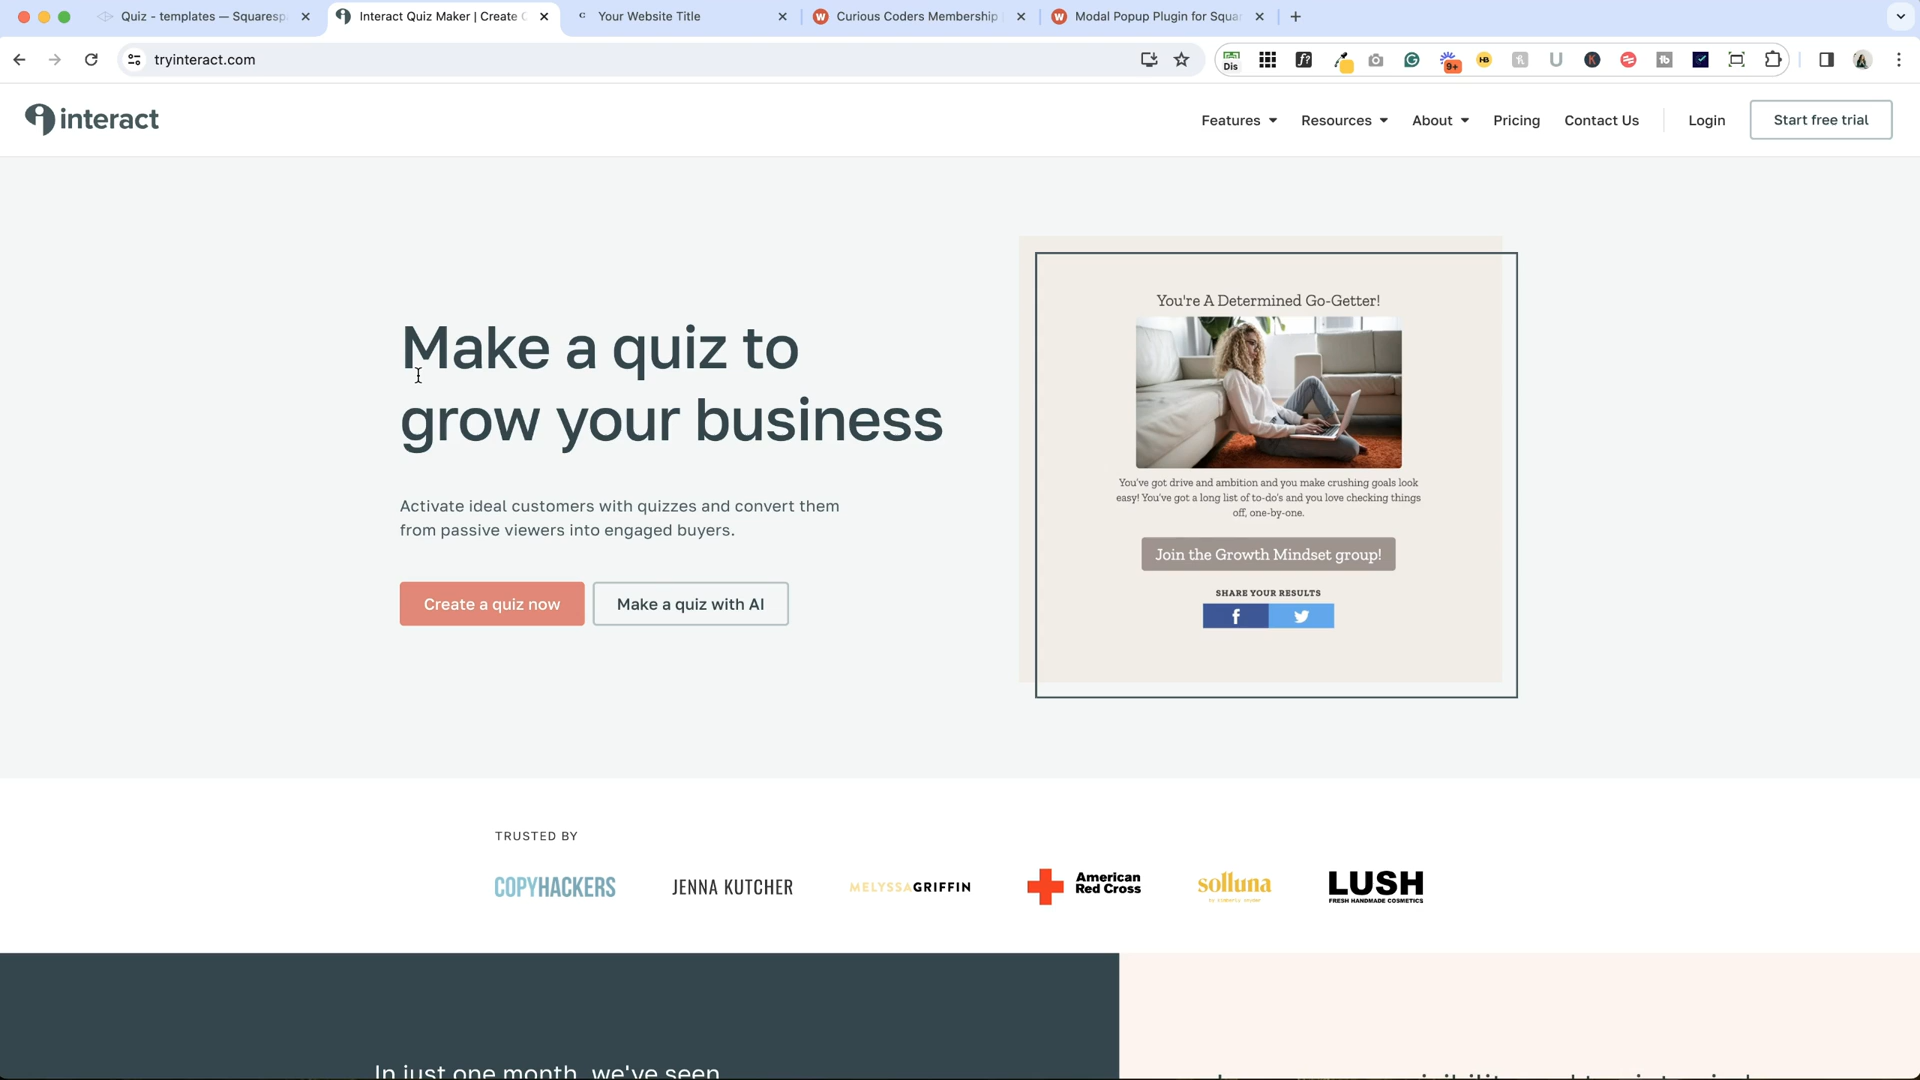 Quiz - templates — Squaresp
Interact Quiz Maker | Create
Your Website Title
Curious Coders Membership
Modal Popup Plugin for Squa
tryinteract.com
Dis
f?
9+
HB
U
K
tb
interact
Features
Resources
About
Pricing
Contact Us
Login
Start free trial
Make a quiz to
grow your business
Activate ideal customers with quizzes and convert them
from passive viewers into engaged buyers.
Create a quiz now
Make a quiz with AI
You're A Determined Go-Getter!
You've got drive and ambition and you make crushing goals look
easy! You've got a long list of to-do's and you love checking things
off, one-by-one.
Join the Growth Mindset group!
SHARE YOUR RESULTS
TRUSTED BY
COPYHACKERS
JENNA KUTCHER
MELYSSAGRIFFIN
American
Red Cross
solluna
LUSH
FRESH HANDMADE COSMETICS
In just one month, we've seen